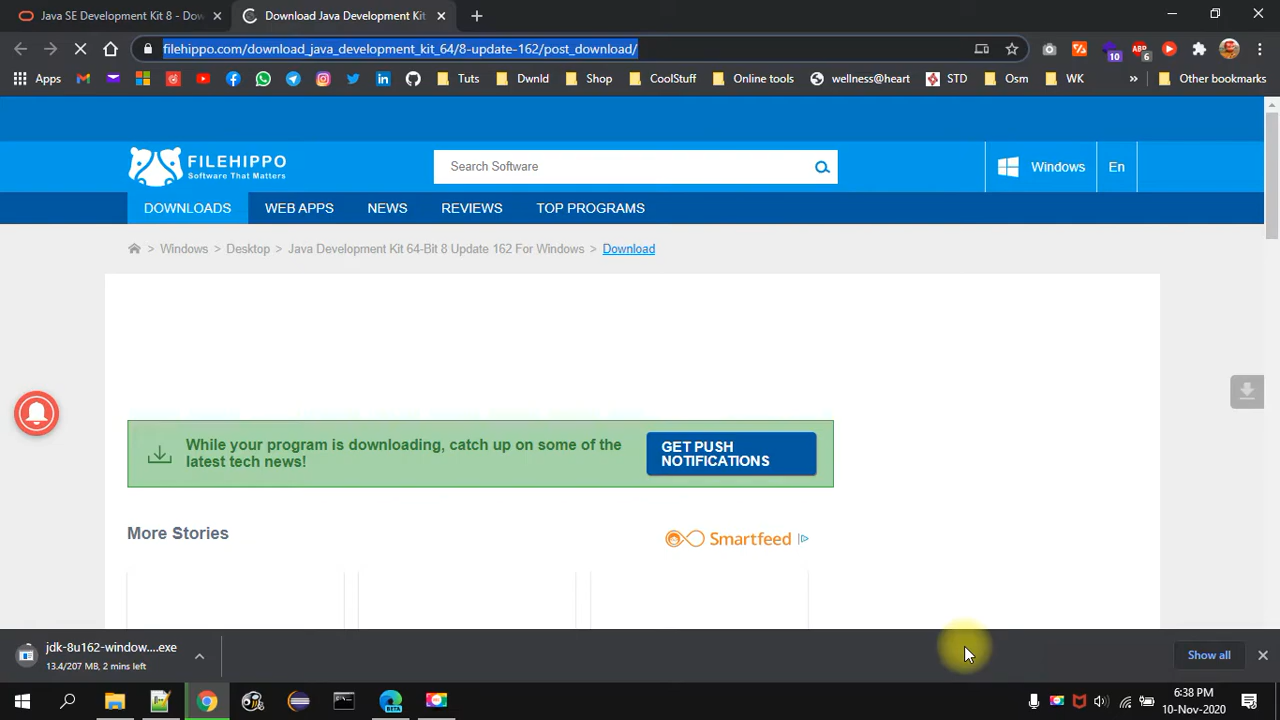 Java SE Development Kit 8 - Dow
Download Java Development Kit
filehippo.com/download_java_development_kit_64/8-update-162/post_download/
10
ABP
6
Apps
Tuts
Dwnld
Shop
CoolStuff
Online tools
wellness@heart
STD
Osm
WK
»
Other bookmarks
FILEHIPPO
Software That Matters
Search Software
Windows
En
DOWNLOADS
WEB APPS
NEWS
REVIEWS
TOP PROGRAMS
> Windows > Desktop > Java Development Kit 64-Bit 8 Update 162 For Windows > Download
While your program is downloading, catch up on some of the
latest tech news!
GET PUSH
NOTIFICATIONS
More Stories
Smartfeed
jdk-8u162-window....exe
13.4/207 MB, 2 mins left
Show all
BETA
6:38 PM
10-Nov-2020